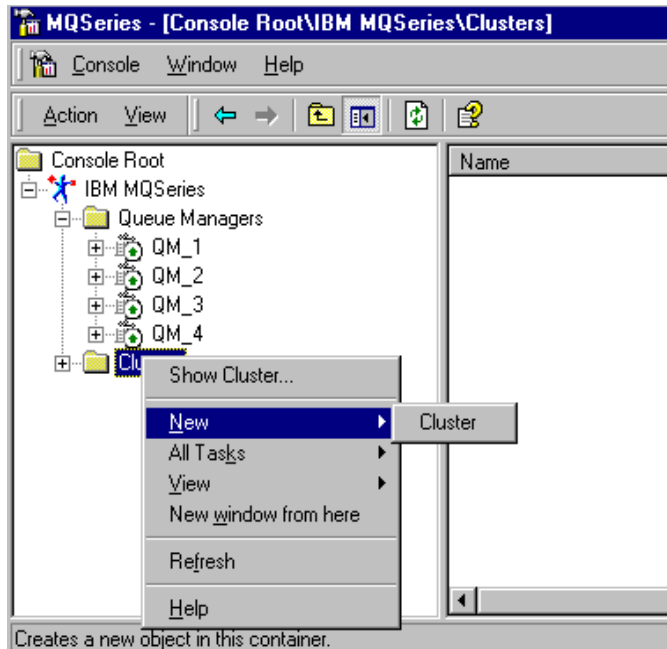 MQSeries - [Console Root\IBM MQSeries\Clusters]
Console Window Help
Action View
Console Root
Name
IBM MQSeries
Queue Managers
QM_1
QM_2
QM_3
QM_4
Clu
Show Cluster...
New
Cluster
All Tasks
View
New window from here
Refresh
Help
Creates a new object in this container.